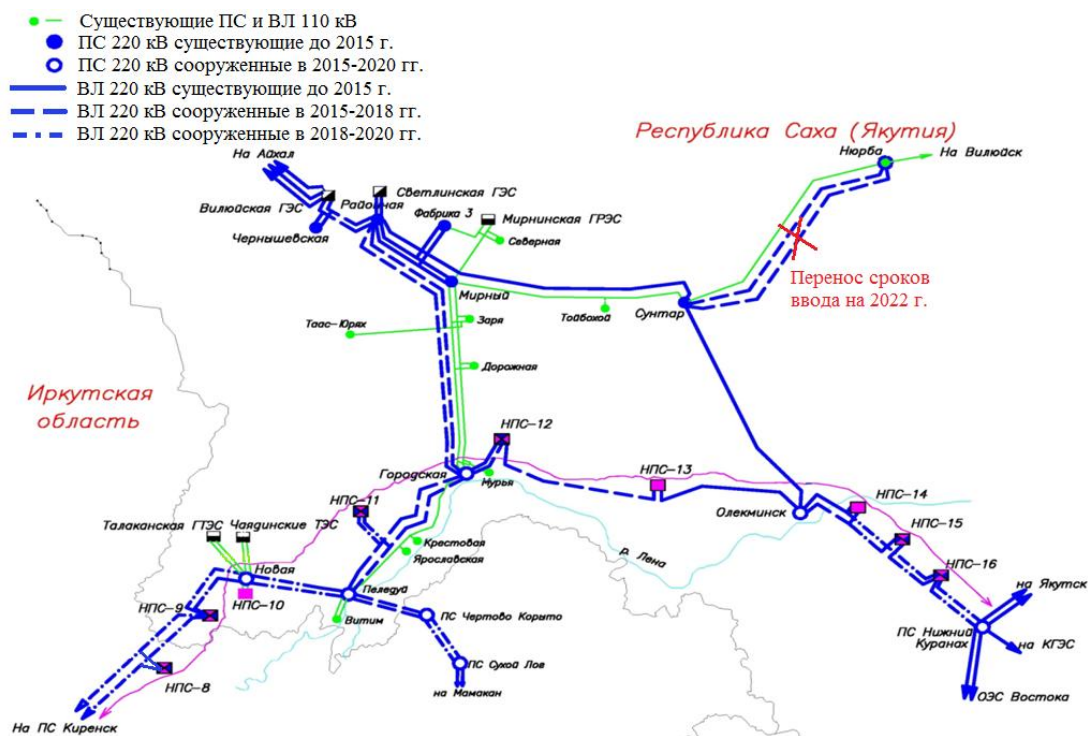 Существующие ПС и ВЛ 110 кВ
ПС 220 кВ существующие до 2015 г.
ПС 220 кВ сооруженные в 2015-2020 гг.
ВЛ 220 кВ существующие до 2015 г.
ВЛ 220 кВ сооруженные в 2015-2018 гг.
ВЛ 220 кВ сооруженные в 2018-2020 гг.
Республика Саха (Якутия)
На Айхал
Нюрба
На Вилюйск
Светлинская ГЭС
Вилюйская ГЭС
Районная
Фабрика 3
Мирнинская ГРЭС
Чернышевская
Северная
Перенос сроков
ввода на 2022 г.
Мирный
Тойбохой
Сунтар
Заря
Таас-Юрях
Дорожная
Иркутская
область
НПС-12
Городская
Нурья
НПС-13
НПС-11
НПС-14
Олекминск
Талаканская ГТЭС
Чаядинские ТЭС
НПС-15
Крестовая
Ярославская
р. Лена
НПС-16
Новая
Пеледуй
на Якутск
НПС-9
НПС-10
Витим
ПС Чертово Корыто
ПС Нижний
Куранах
на КГЭС
НПС-8
ПС Сухой Лог
на Мамакан
ОЭС Востока
На ПС Киренск